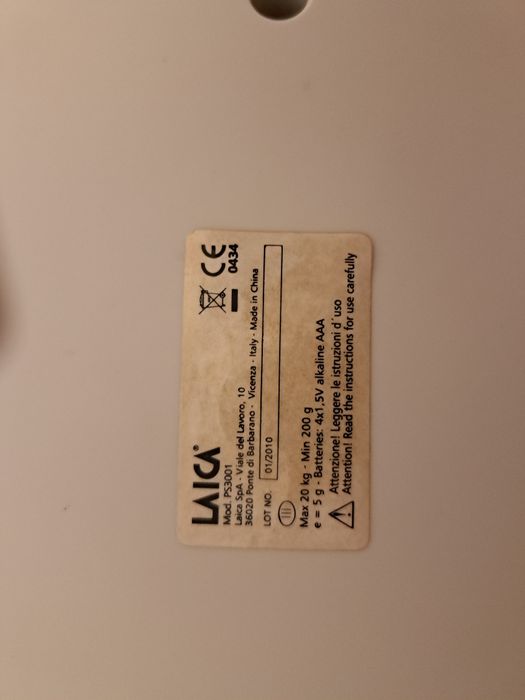 LAICA®
Mod. PS3001
Laica SpA - Viale del Lavoro, 10
36020 Ponte di Barbarano - Vicenza - Italy - Made in China
CE
0434
LOT NO. 01/2010
III
Max 20 kg - Min 200 g
e = 5 g - Batteries: 4x1,5V alkaline AAA
Attenzione! Leggere le istruzioni d'uso
Attention! Read the instructions for use carefully